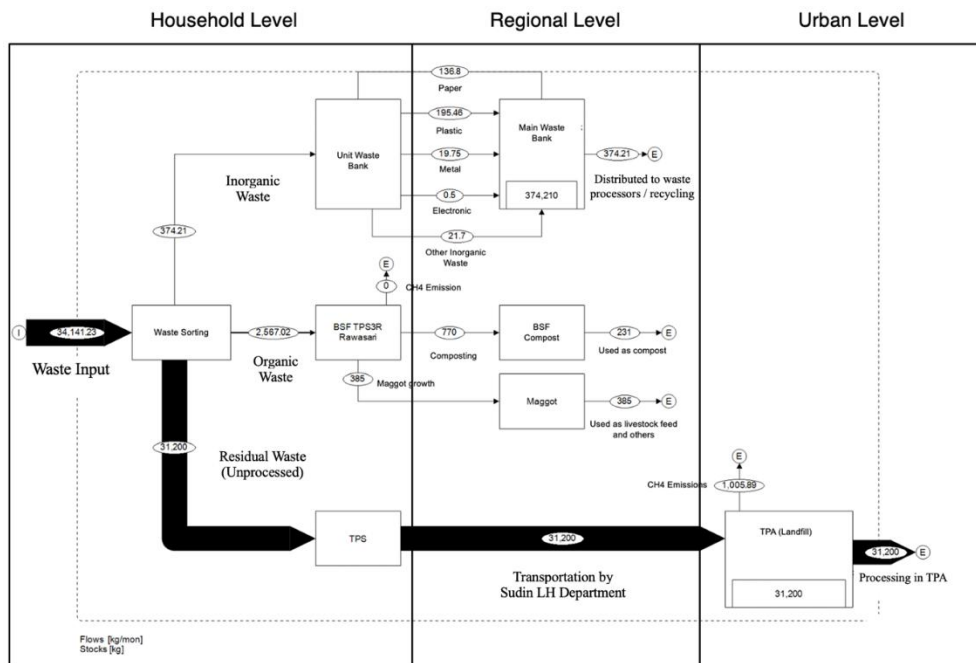 Household Level
Regional Level
Urban Level
136.8
Paper
195.46
Plastic
19.75
Metal
0.5
Electronic
21.7
Other Inorganic
Waste
Unit Waste
Bank
Main Waste
Bank
374,210
374.21
E
Distributed to waste
processors / recycling
Inorganic
Waste
374.21
E
0
CH4 Emission
I
34,141.23
Waste Input
Waste Sorting
2,567.02
Organic
Waste
BSF TPS3R
Rawasari
770
Composting
BSF
Compost
231
E
Used as compost
385
Maggot growth
Maggot
385
E
Used as livestock feed
and others
31,200
Residual Waste
(Unprocessed)
TPS
31,200
Transportation by
Sudin LH Department
E
CH4 Emissions
1,005.89
TPA (Landfill)
31,200
31,200
E
Processing in TPA
Flows [kg/mon]
Stocks [kg]